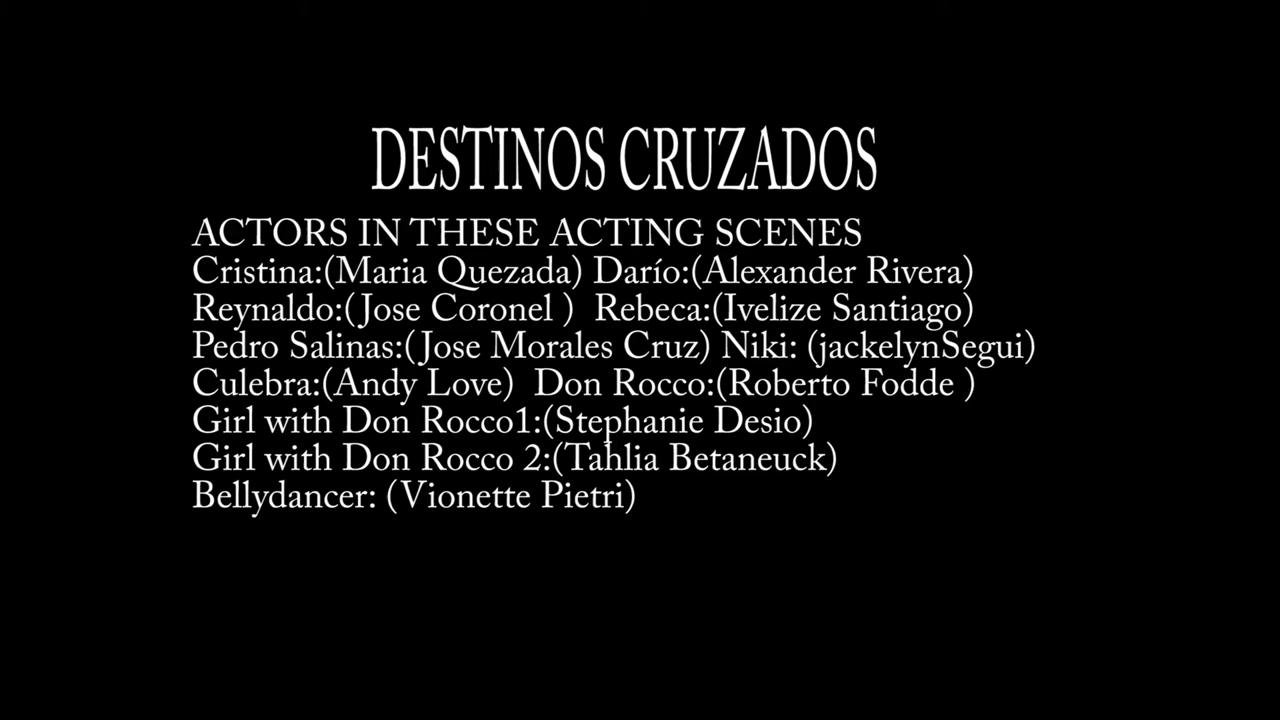 DESTINOS CRUZADOS
ACTORS IN THESE ACTING SCENES
Cristina:(Maria Quezada) Darío:(Alexander Rivera)
Reynaldo:(Jose Coronel )  Rebeca:(Ivelize Santiago)
Pedro Salinas:(Jose Morales Cruz) Niki: (jackelynSegui)
Culebra:(Andy Love)  Don Rocco:(Roberto Fodde )
Girl with Don Rocco1:(Stephanie Desio)
Girl with Don Rocco 2:(Tahlia Betaneuck)
Bellydancer: (Vionette Pietri)